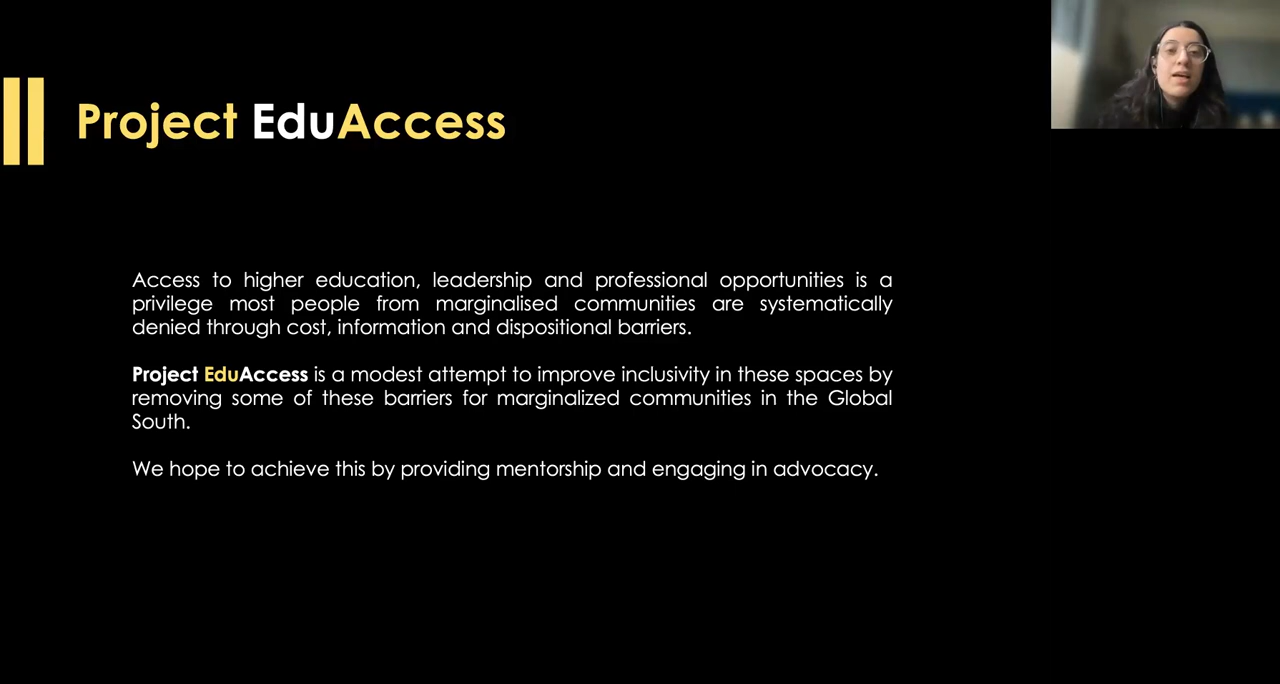 Project EduAccess
Access to higher education, leadership and professional opportunities is a
privilege most people from marginalised communities are systematically
denied through cost, information and dispositional barriers.
Project EduAccess is a modest attempt to improve inclusivity in these spaces by
removing some of these barriers for marginalized communities in the Global
South.
We hope to achieve this by providing mentorship and engaging in advocacy.